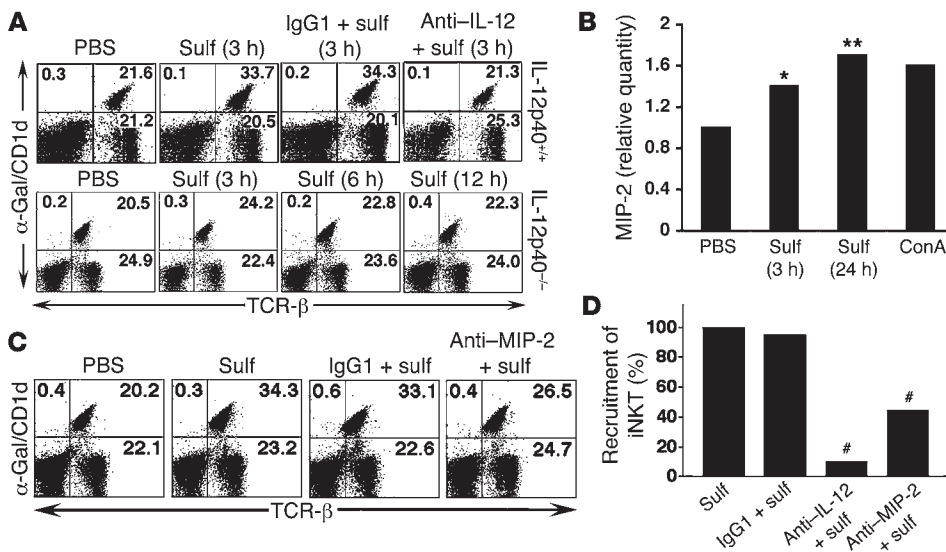 A
PBS
Sulf (3 h)
IgG1 + sulf
(3 h)
Anti–IL-12
+ sulf (3 h)
0.3
21.6
21.2
0.1
33.7
20.5
0.2
34.3
20.1
0.1
21.3
25.3
IL-12p40+/+
PBS
Sulf (3 h)
Sulf (6 h)
Sulf (12 h)
0.2
20.5
24.9
0.3
24.2
22.4
0.2
22.8
23.6
0.4
22.3
24.0
IL-12p40–/–
α-Gal/CD1d
TCR-β
B
MIP-2 (relative quantity)
2
1.6
1.2
0.8
0.4
0
*
**
PBS
Sulf
(3 h)
Sulf
(24 h)
ConA
C
PBS
Sulf
IgG1 + sulf
Anti–MIP-2
+ sulf
0.4
20.2
22.1
0.3
34.3
23.2
0.6
33.1
22.6
0.4
26.5
24.7
α-Gal/CD1d
TCR-β
D
Recruitment of
iNKT (%)
100
80
60
40
20
0
#
#
Sulf
IgG1 + sulf
Anti–IL-12
+ sulf
Anti–MIP-2
+ sulf